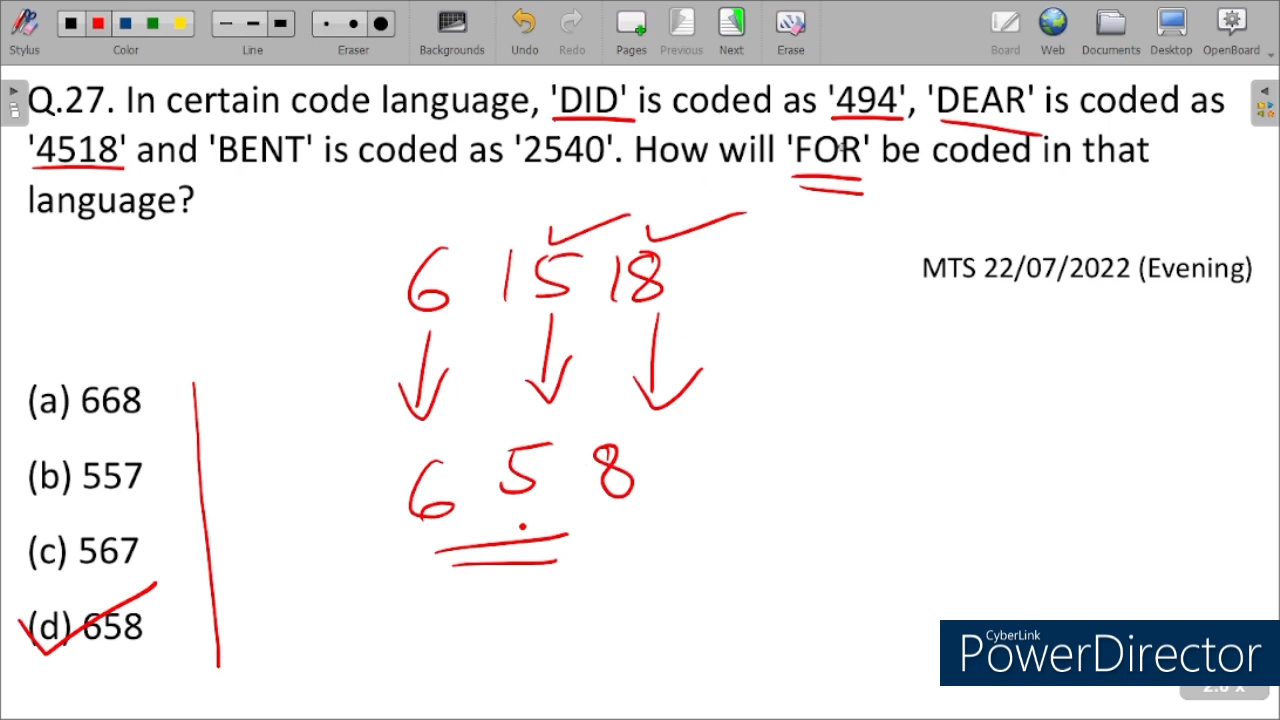 Stylus Color Line Eraser Backgrounds Undo Redo Pages Previous Next Erase Board Web Documents Desktop OpenBoard
Q.27. In certain code language, 'DID' is coded as '494', 'DEAR' is coded as
'4518' and 'BENT' is coded as '2540'. How will 'FOR' be coded in that
language?
6 15 18
MTS 22/07/2022 (Evening)
(a) 668
6 5 8
(b) 557
(c) 567
(d) 658
CyberLink
PowerDirector
2.0 x